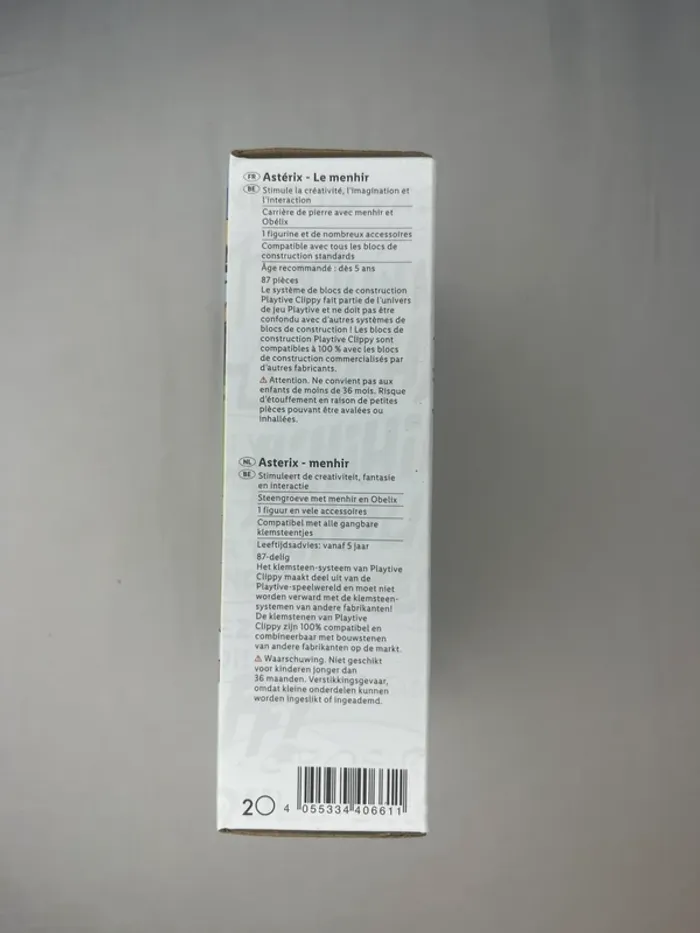 FR Astérix - Le menhir
BE Stimule la créativité, l'imagination et
l'interaction
Carrière de pierre avec menhir et
Obélix
1 figurine et de nombreux accessoires
Compatible avec tous les blocs de
construction standards
Âge recommandé : dès 5 ans
87 pièces
Le système de blocs de construction
Playtive Clippy fait partie de l'univers
de jeu Playtive et ne doit pas être
confondu avec d'autres systèmes de
blocs de construction ! Les blocs de
construction Playtive Clippy sont
compatibles à 100 % avec les blocs
de construction commercialisés par
d'autres fabricants.
⚠ Attention. Ne convient pas aux
enfants de moins de 36 mois. Risque
d'étouffement en raison de petites
pièces pouvant être avalées ou
inhalées.
NL Asterix - menhir
BE Stimuleert de creativiteit, fantasie
en interactie
Steengroeve met menhir en Obelix
1 figuur en vele accessoires
Compatibel met alle gangbare
klemsteentjes
Leeftijdsadvies: vanaf 5 jaar
87-delig
Het klemsteen-systeem van Playtive
Clippy maakt deel uit van de
Playtive-speelwereld en moet niet
worden verward met de klemsteen-
systemen van andere fabrikanten!
De klemstenen van Playtive
Clippy zijn 100% compatibel en
combineerbaar met bouwstenen
van andere fabrikanten op de markt.
⚠ Waarschuwing. Niet geschikt
voor kinderen jonger dan
36 maanden. Verstikkingsgevaar,
omdat kleine onderdelen kunnen
worden ingeslikt of ingeademd.
2 4 055334 406611